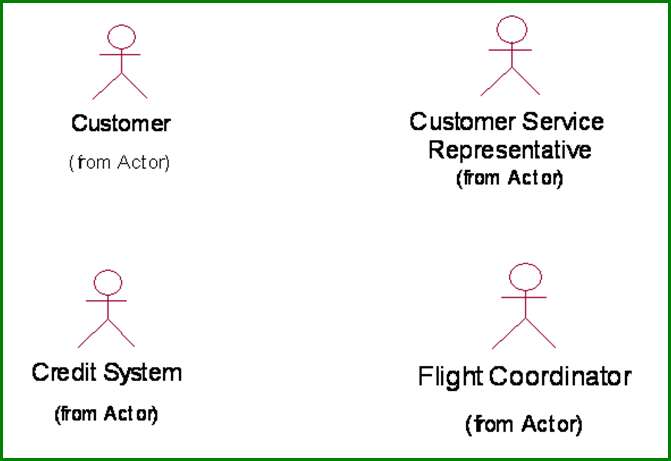 Customer
(from Actor)
Customer Service
Representative
(from Actor)
Credit System
(from Actor)
Flight Coordinator
(from Actor)